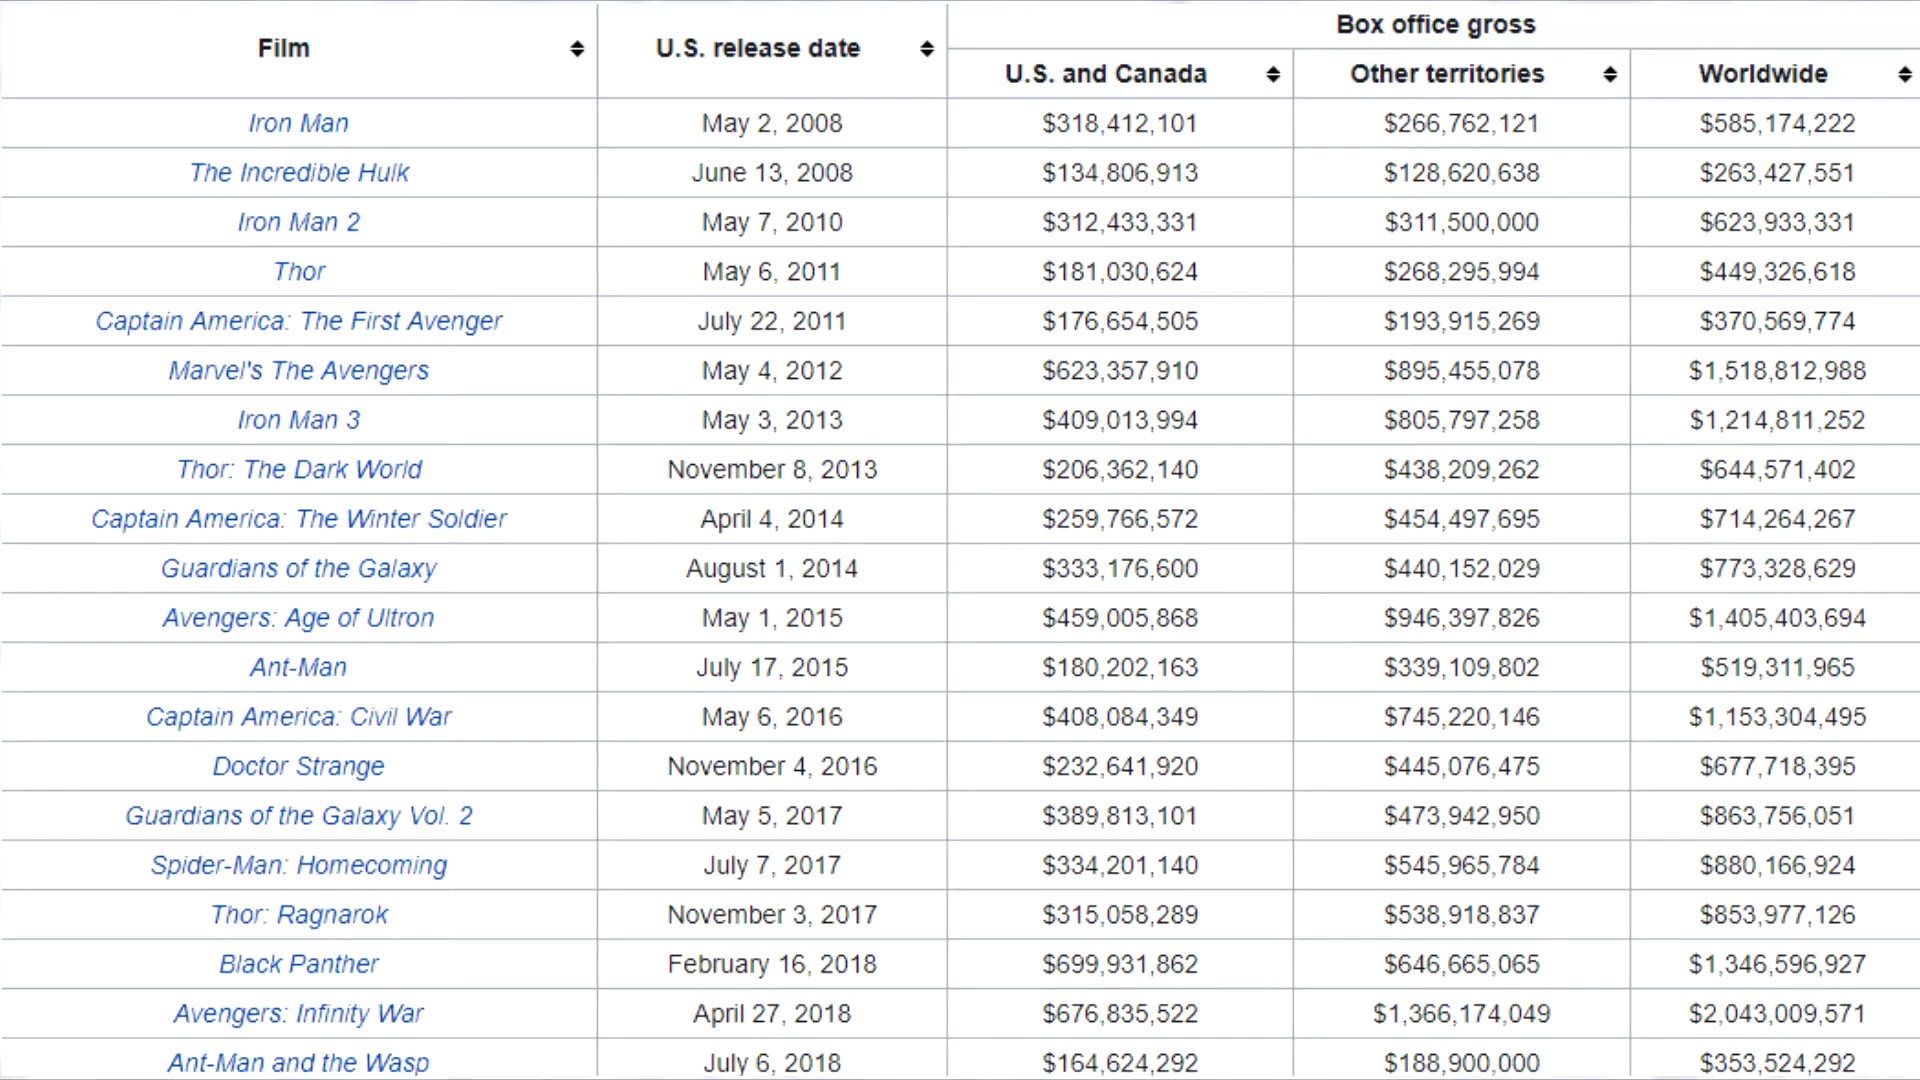 Film U.S. release date Box office gross
U.S. and Canada Other territories Worldwide
Iron Man May 2, 2008 $318,412,101 $266,762,121 $585,174,222
The Incredible Hulk June 13, 2008 $134,806,913 $128,620,638 $263,427,551
Iron Man 2 May 7, 2010 $312,433,331 $311,500,000 $623,933,331
Thor May 6, 2011 $181,030,624 $268,295,994 $449,326,618
Captain America: The First Avenger July 22, 2011 $176,654,505 $193,915,269 $370,569,774
Marvel's The Avengers May 4, 2012 $623,357,910 $895,455,078 $1,518,812,988
Iron Man 3 May 3, 2013 $409,013,994 $805,797,258 $1,214,811,252
Thor: The Dark World November 8, 2013 $206,362,140 $438,209,262 $644,571,402
Captain America: The Winter Soldier April 4, 2014 $259,766,572 $454,497,695 $714,264,267
Guardians of the Galaxy August 1, 2014 $333,176,600 $440,152,029 $773,328,629
Avengers: Age of Ultron May 1, 2015 $459,005,868 $946,397,826 $1,405,403,694
Ant-Man July 17, 2015 $180,202,163 $339,109,802 $519,311,965
Captain America: Civil War May 6, 2016 $408,084,349 $745,220,146 $1,153,304,495
Doctor Strange November 4, 2016 $232,641,920 $445,076,475 $677,718,395
Guardians of the Galaxy Vol. 2 May 5, 2017 $389,813,101 $473,942,950 $863,756,051
Spider-Man: Homecoming July 7, 2017 $334,201,140 $545,965,784 $880,166,924
Thor: Ragnarok November 3, 2017 $315,058,289 $538,918,837 $853,977,126
Black Panther February 16, 2018 $699,931,862 $646,665,065 $1,346,596,927
Avengers: Infinity War April 27, 2018 $676,835,522 $1,366,174,049 $2,043,009,571
Ant-Man and the Wasp July 6, 2018 $164,624,292 $188,900,000 $353,524,292